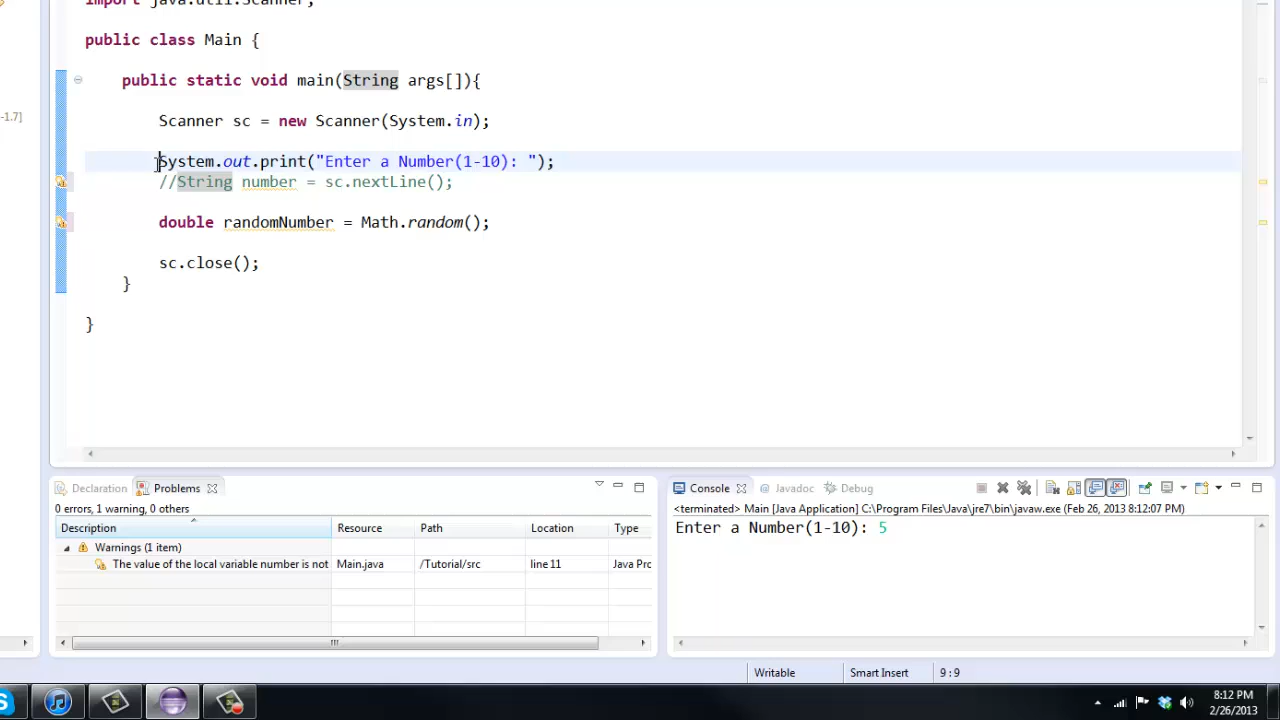 import java.util.Scanner;
public class Main {
public static void main(String args[]){
-1.7]
Scanner sc = new Scanner(System.in);
System.out.print("Enter a Number(1-10): ");
//String number = sc.nextLine();
double randomNumber = Math.random();
sc.close();
}
}
Declaration Problems
0 errors, 1 warning, 0 others
Description Resource Path Location Type
Warnings (1 item)
The value of the local variable number is not Main.java /Tutorial/src line 11 Java Pro
Console Javadoc Debug
<terminated> Main [Java Application] C:\Program Files\Java\jre7\bin\javaw.exe (Feb 26, 2013 8:12:07 PM)
Enter a Number(1-10): 5
Writable Smart Insert 9 : 9
8:12 PM
2/26/2013